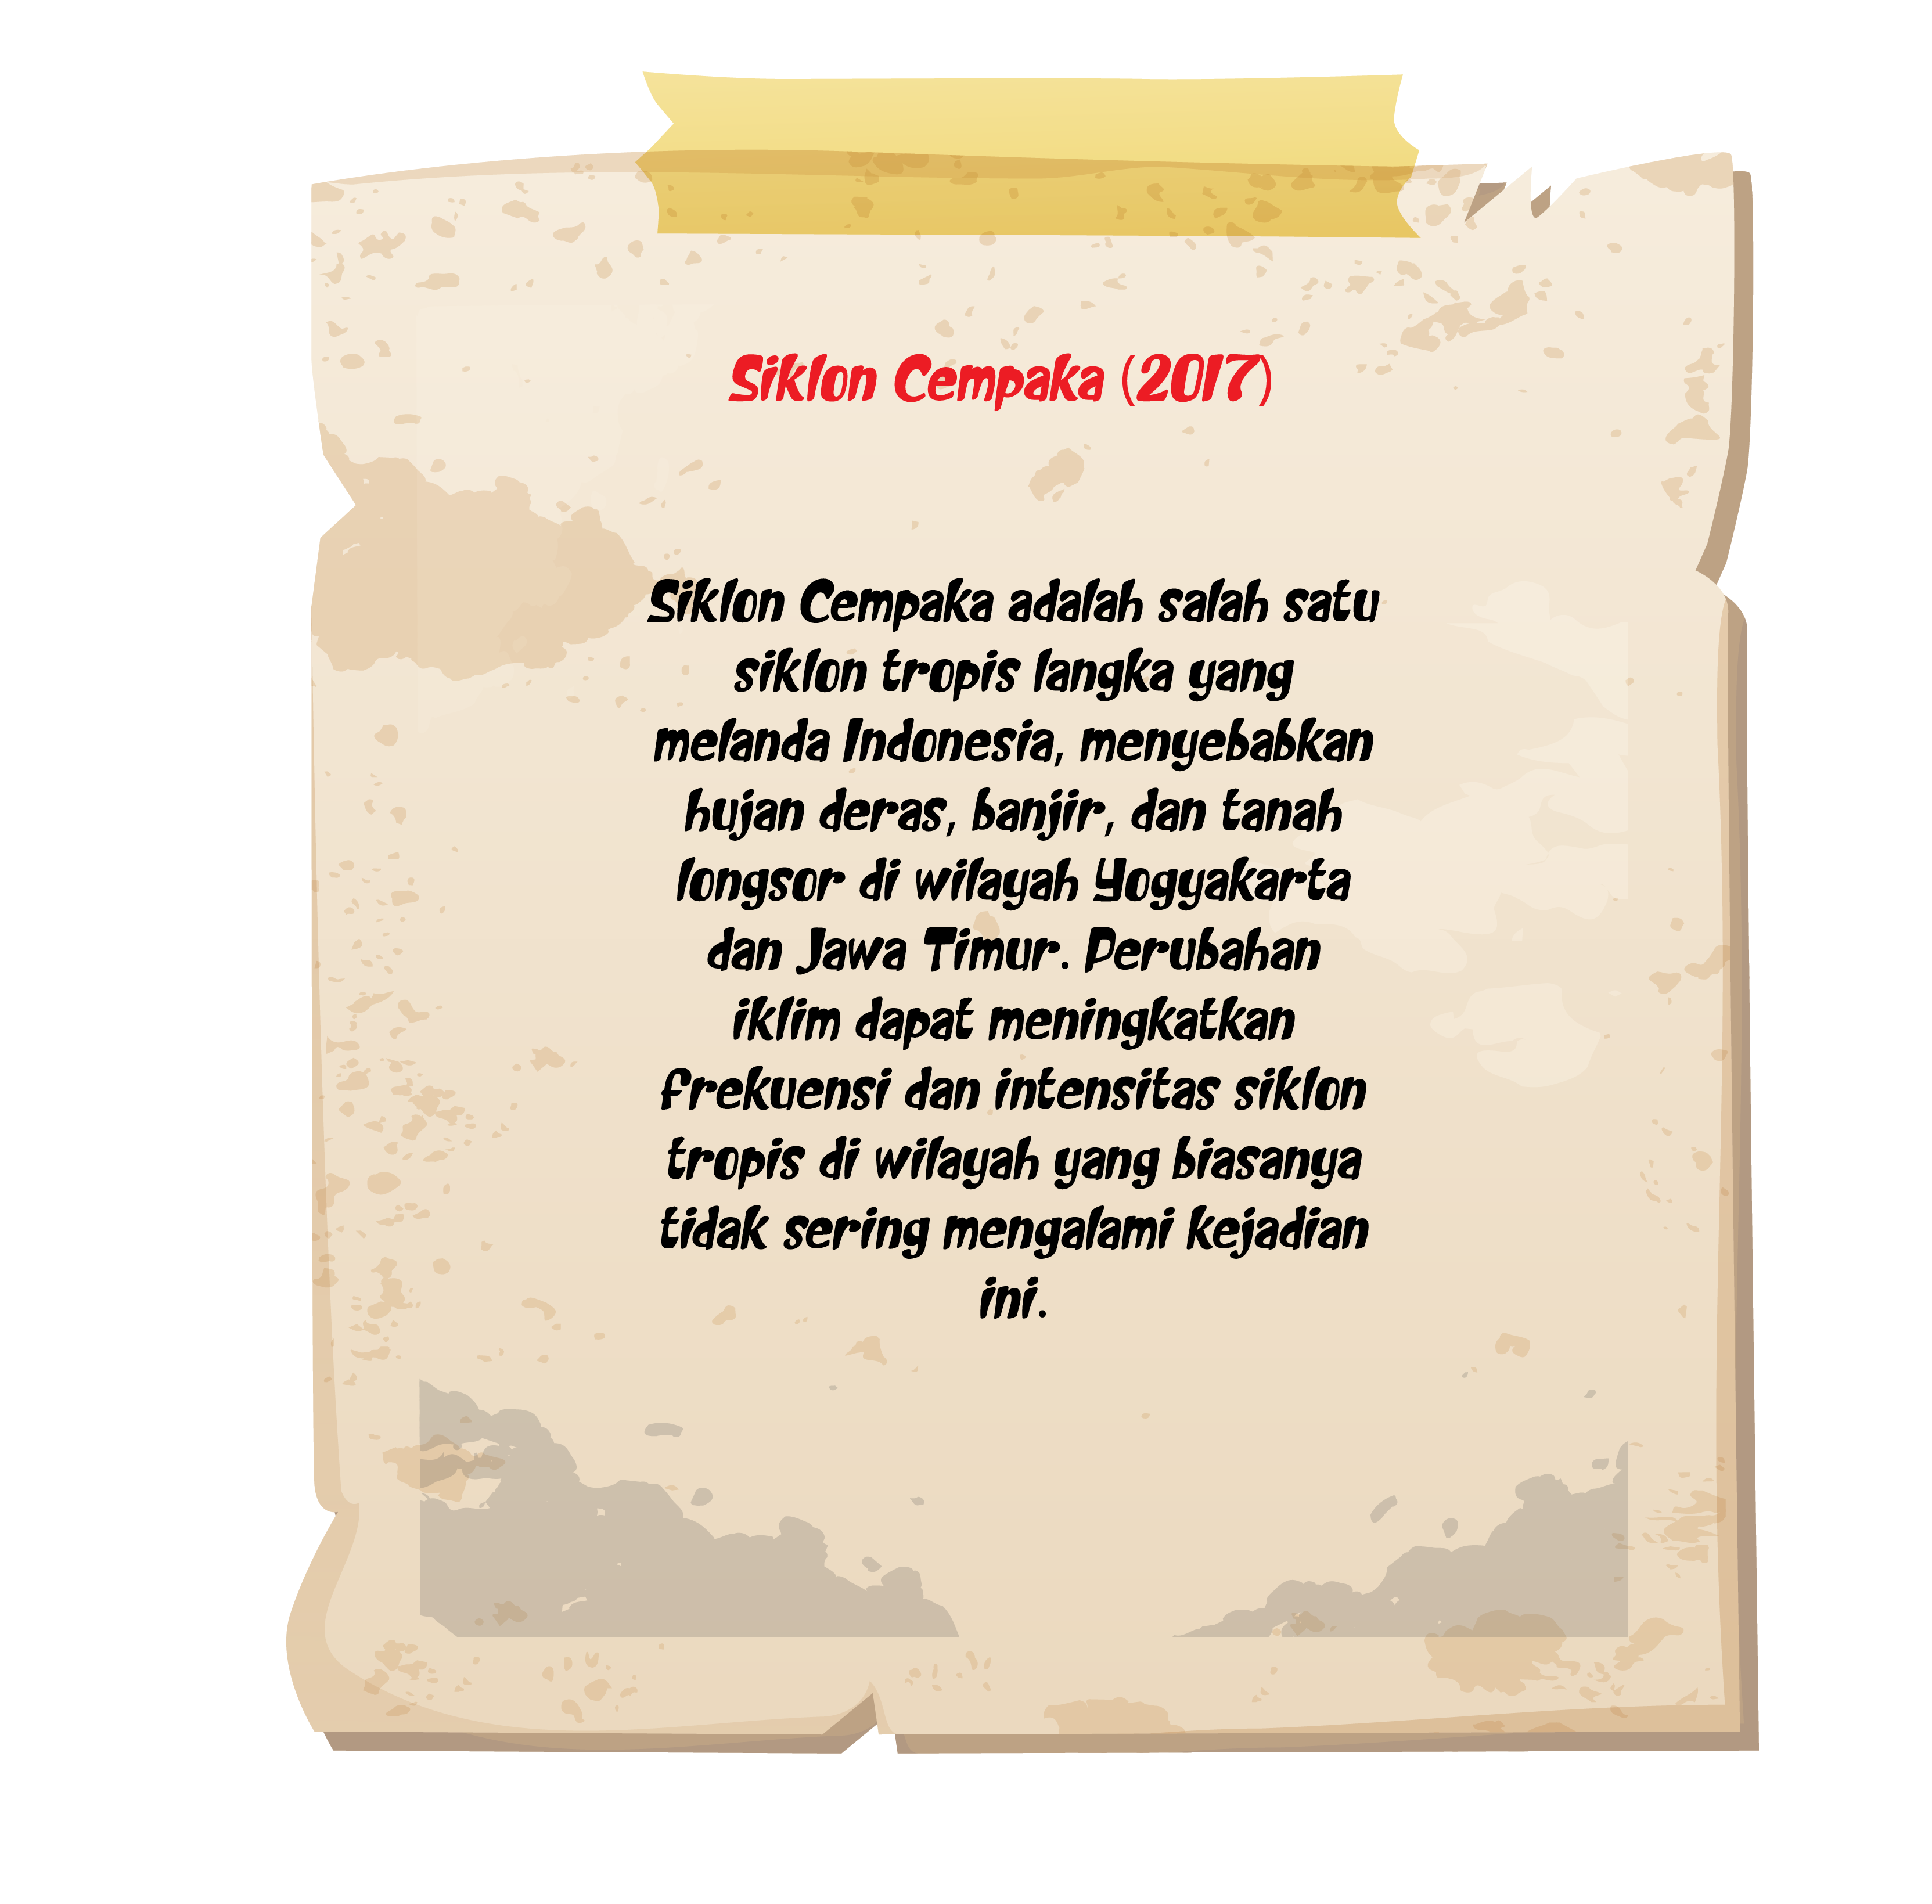 Siklon Cempaka (2017)
Siklon Cempaka adalah salah satu
siklon tropis langka yang
melanda Indonesia, menyebabkan
hujan deras, banjir, dan tanah
longsor di wilayah Yogyakarta
dan Jawa Timur. Perubahan
iklim dapat meningkatkan
frekuensi dan intensitas siklon
tropis di wilayah yang biasanya
tidak sering mengalami kejadian
ini.